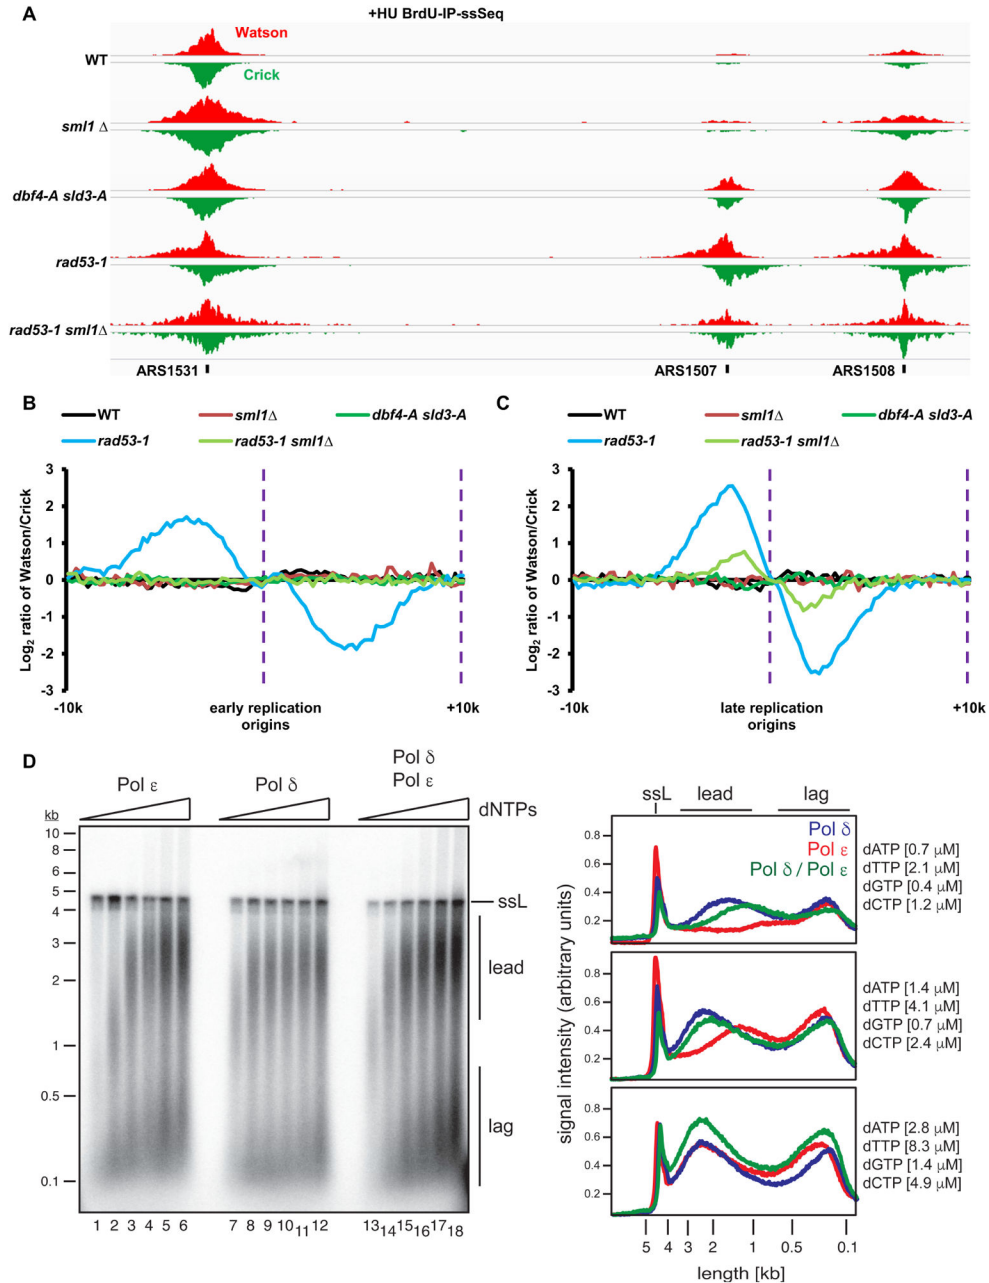 A
+HU BrdU-IP-ssSeq
Watson
WT
Crick
sml1 Δ
dbf4-A sld3-A
rad53-1
rad53-1 sml1Δ
ARS1531
ARS1507
ARS1508
B
WT
sml1Δ
dbf4-A sld3-A
rad53-1
rad53-1 sml1Δ
Log2 ratio of Watson/Crick
3
2
1
0
-1
-2
-3
-10k
early replication
origins
+10k
C
WT
sml1Δ
dbf4-A sld3-A
rad53-1
rad53-1 sml1Δ
Log2 ratio of Watson/Crick
3
2
1
0
-1
-2
-3
-10k
late replication
origins
+10k
D
Pol ε
Pol δ
Pol δ
Pol ε
dNTPs
kb
10
8
6
5
4
3
2
1
0.5
0.1
ssL
lead
lag
1 2 3 4 5 6 7 8 9 10 11 12 13 14 15 16 17 18
ssL
lead
lag
signal intensity (arbitrary units)
0.8
0.6
0.4
0.2
Pol δ
Pol ε
Pol δ / Pol ε
dATP [0.7 μM]
dTTP [2.1 μM]
dGTP [0.4 μM]
dCTP [1.2 μM]
0.8
0.6
0.4
0.2
dATP [1.4 μM]
dTTP [4.1 μM]
dGTP [0.7 μM]
dCTP [2.4 μM]
0.8
0.6
0.4
0.2
dATP [2.8 μM]
dTTP [8.3 μM]
dGTP [1.4 μM]
dCTP [4.9 μM]
5 4 3 2 1 0.5 0.1
length [kb]